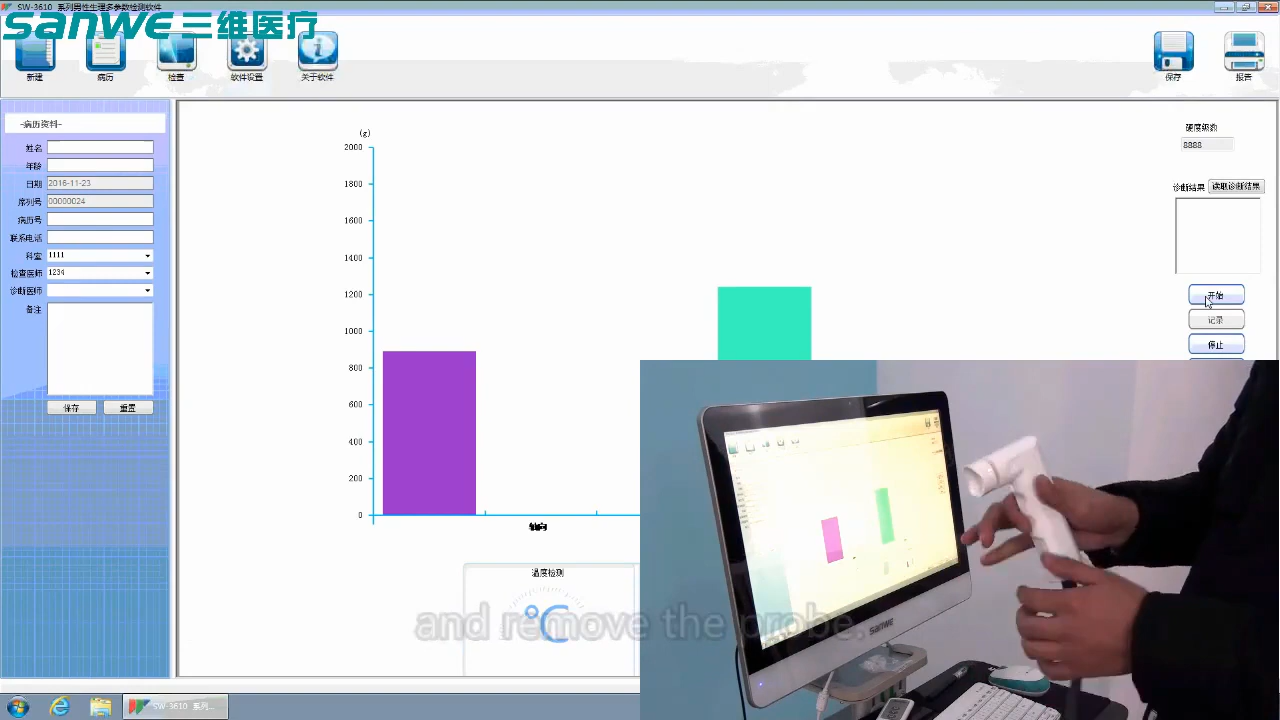 SW-3610 系列男性生理多参数检测软件
sanwe三维医疗
新建
病历
检查
软件设置
关于软件
保存
报告
-病历资料-
姓名
年龄
日期 2016-11-23
序列号 00000024
病历号
联系电话
科室 1111
检查医师 1234
诊断医师
备注
保存
重置
(g)
2000
1800
1600
1400
1200
1000
800
600
400
200
0
轴向
温度检测
℃
硬度级数
8888
诊断结果 读取诊断结果
开始
记录
停止
and remove the probe.
SANWE
SW-3610 系列...